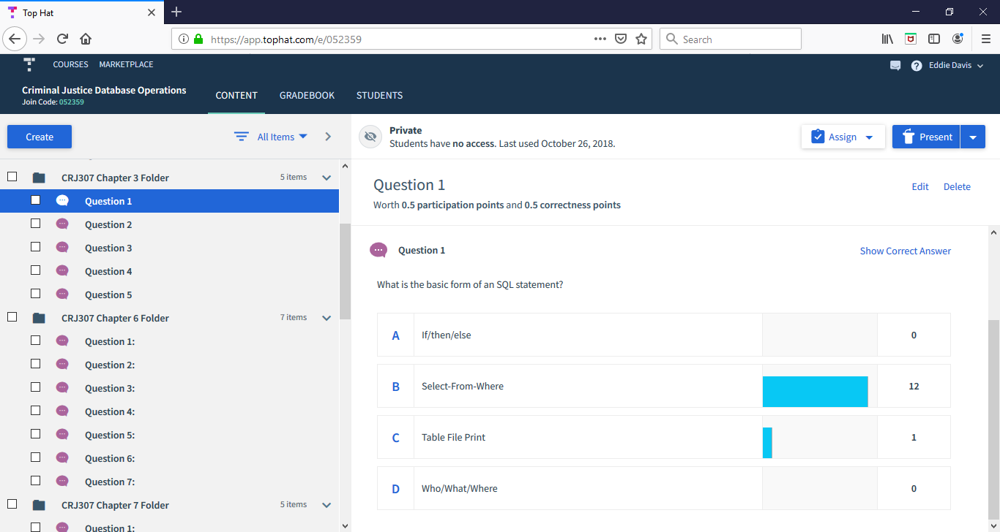 Top Hat
https://app.tophat.com/e/052359
Search
COURSES MARKETPLACE
Eddie Davis
Criminal Justice Database Operations
Join Code: 052359
CONTENT GRADEBOOK STUDENTS
Create
All Items
Private
Students have no access. Last used October 26, 2018.
Assign
Present
CRJ307 Chapter 3 Folder 5 items
Question 1
Question 2
Question 3
Question 4
Question 5
CRJ307 Chapter 6 Folder 7 items
Question 1:
Question 2:
Question 3:
Question 4:
Question 5:
Question 6:
Question 7:
CRJ307 Chapter 7 Folder 5 items
Question 1:
Question 1
Edit Delete
Worth 0.5 participation points and 0.5 correctness points
Question 1
Show Correct Answer
What is the basic form of an SQL statement?
A If/then/else 0
B Select-From-Where 12
C Table File Print 1
D Who/What/Where 0